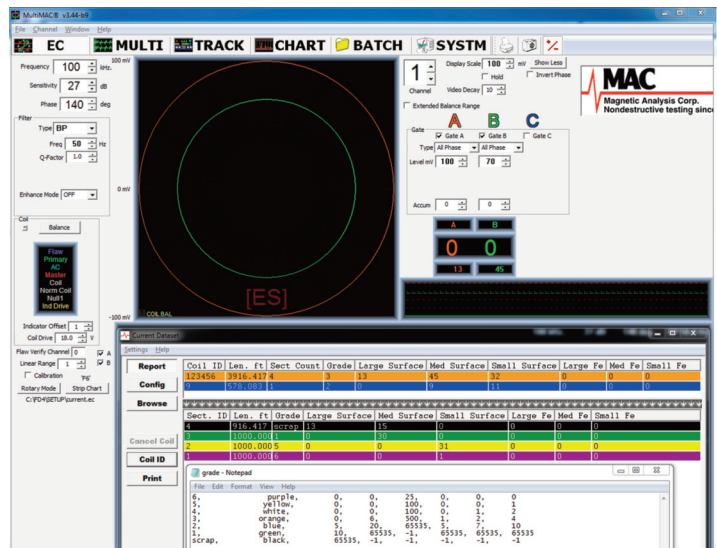 MultiMAC® v3.44-b9
File Channel Window Help
EC MULTI TRACK CHART BATCH SYSTM
Frequency 100 kHz.
Sensitivity 27 dB
Phase 140 deg
Filter
Type BP
Freq 50 Hz
Q-Factor 1.0
Enhance Mode OFF
Coil
Balance
Flaw
Primary
AC
Master
Coil
Norm Coil
Null1
Ind Drive
Indicator Offset 1
Coil Drive 10.0 V
Flaw Verify Channel 0 A
Linear Range 1 B
Calibration "F6"
Rotary Mode Strip Chart
C:\FD4\SETUP\current.ec
100 mV
0 mV
-100 mV
[ES]
COIL BAL
1
Channel
Display Scale 100 mV Show Less
Hold Invert Phase
Video Decay 10
Extended Balance Range
A B C
Gate
Gate A Gate B Gate C
Type All Phase All Phase
Level mV 100 70
Accum 0 0
A B
0 0
13 45
MAC
Magnetic Analysis Corp.
Nondestructive testing since
Current Dataset
Settings Help
Report
Config
Browse
Cancel Coil
Coil ID
Print
Coil ID Len. ft Sect Count Grade Large Surface Med Surface Small Surface Large Fe Med Fe Small Fe
123456 3916.417 4 3 13 45 32 0 0 0
9 578.083 1 2 0 9 11 0 0 0
Sect. ID Len. ft Grade Large Surface Med Surface Small Surface Large Fe Med Fe Small Fe
4 916.417 scrap 13 15 0 0 0 0
3 1000.000 1 0 30 0 0 0 0
2 1000.000 5 0 0 31 0 0 0
1 1000.000 6 0 0 1 0 0 0
grade - Notepad
File Edit Format View Help
6, purple, 0, 0, 25, 0, 0, 0
5, yellow, 0, 0, 100, 0, 0, 1
4, white, 0, 0, 100, 0, 1, 2
3, orange, 0, 6, 500, 1, 2, 4
2, blue, 5, 20, 65535, 5, 7, 10
1, green, 10, 65535, 65535, 65535, 65535, 65535
scrap, black, 65535, -1, -1, -1, -1, -1